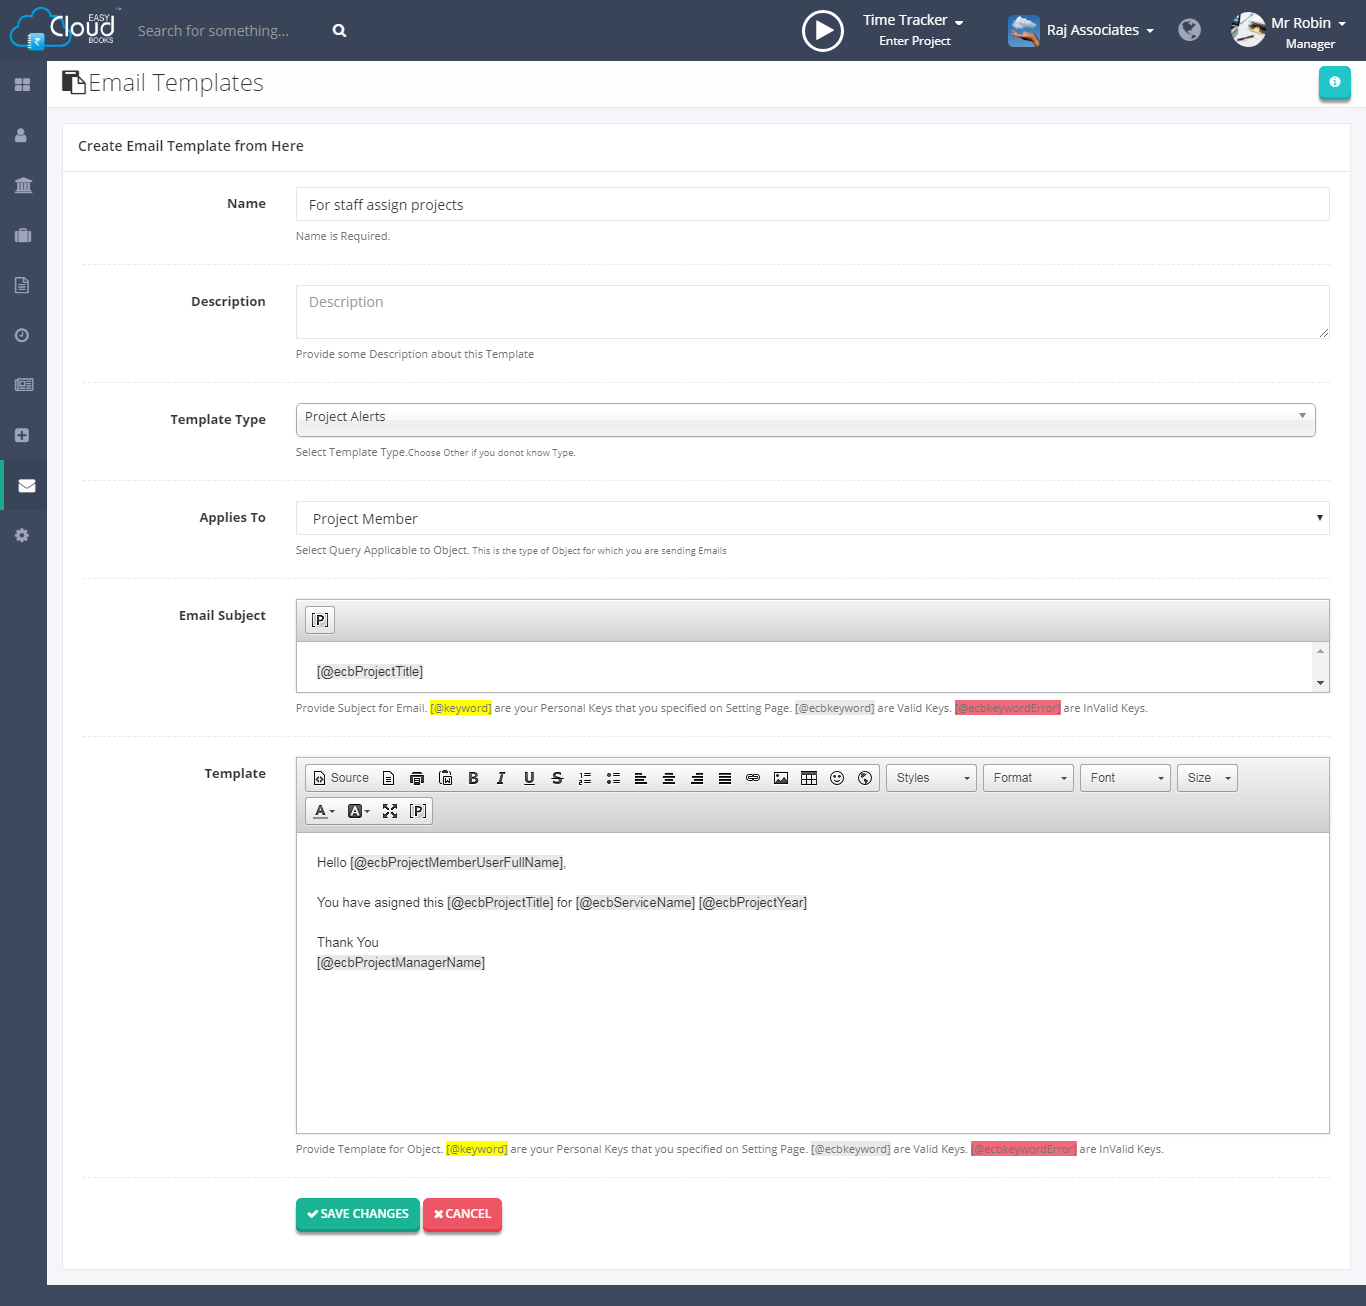 EASY
Cloud
BOOKS
™
Search for something...
Time Tracker
Enter Project
Raj Associates
Mr Robin
Manager
Email Templates
Create Email Template from Here
Name
For staff assign projects
Name is Required.
Description
Description
Provide some Description about this Template
Template Type
Project Alerts
Select Template Type.Choose Other if you donot know Type.
Applies To
Project Member
Select Query Applicable to Object. This is the type of Object for which you are sending Emails
Email Subject
[P]
[@ecbProjectTitle]
Provide Subject for Email. [@keyword] are your Personal Keys that you specified on Setting Page. [@ecbkeyword] are Valid Keys. [@ecbkeywordError] are InValid Keys.
Template
Source B I U S Styles Format Font Size
A A [P]
Hello [@ecbProjectMemberUserFullName],
You have asigned this [@ecbProjectTitle] for [@ecbServiceName] [@ecbProjectYear]
Thank You
[@ecbProjectManagerName]
Provide Template for Object. [@keyword] are your Personal Keys that you specified on Setting Page. [@ecbkeyword] are Valid Keys. [@ecbkeywordError] are InValid Keys.
SAVE CHANGES
CANCEL